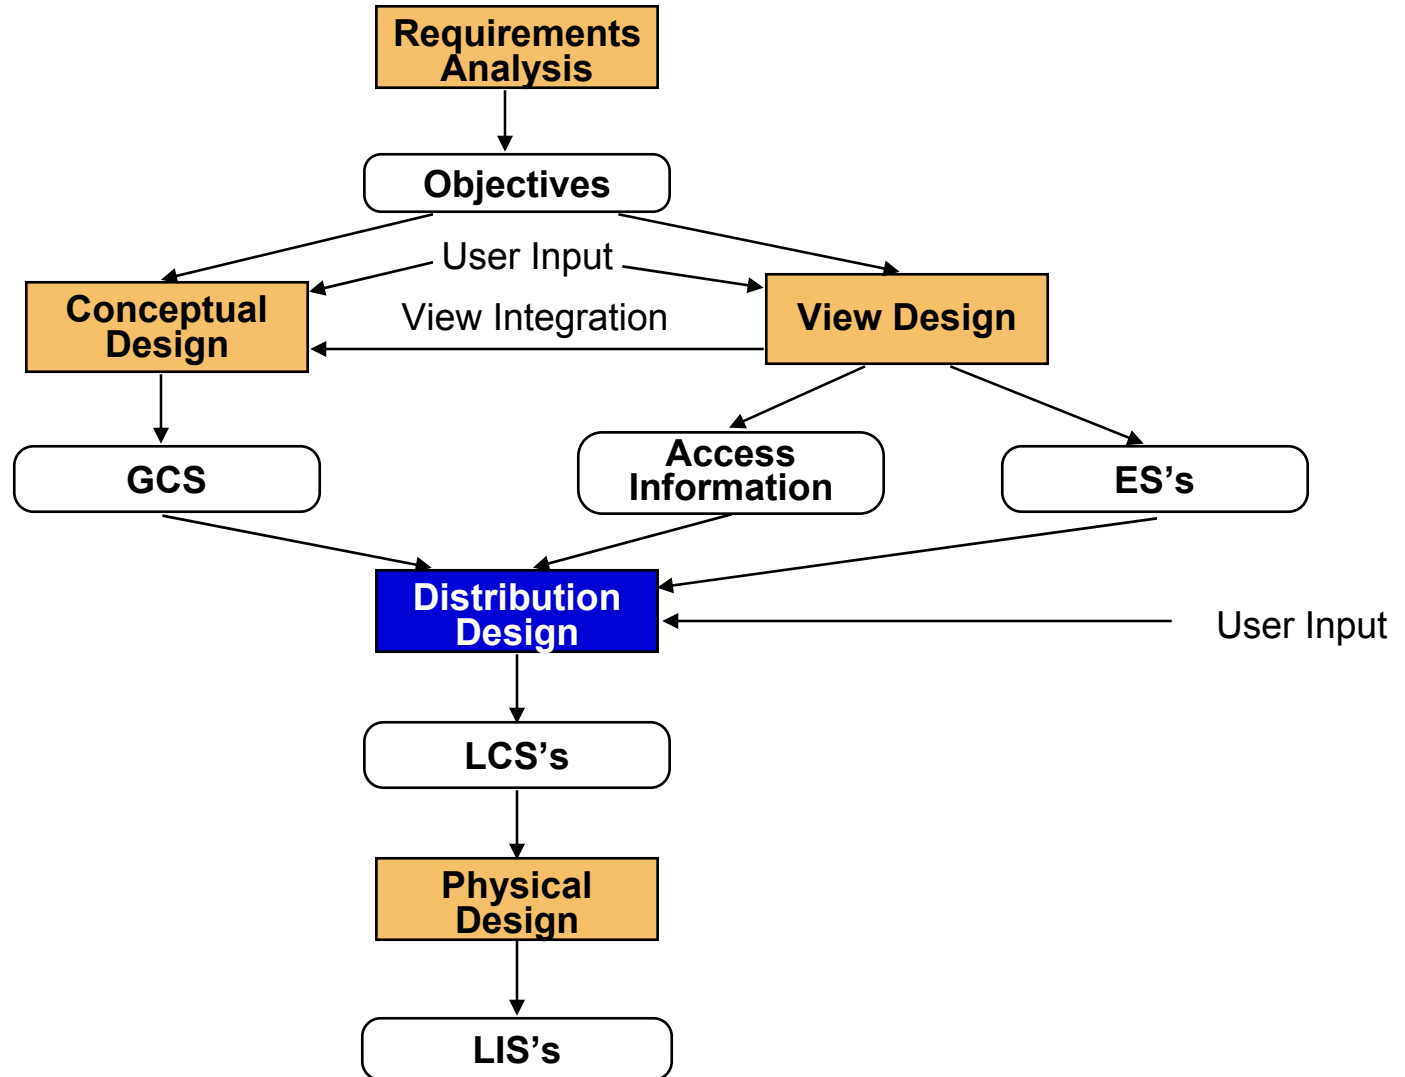 Requirements
Analysis
Objectives
User Input
Conceptual
Design
View Integration
View Design
GCS
Access
Information
ES’s
Distribution
Design
User Input
LCS’s
Physical
Design
LIS’s